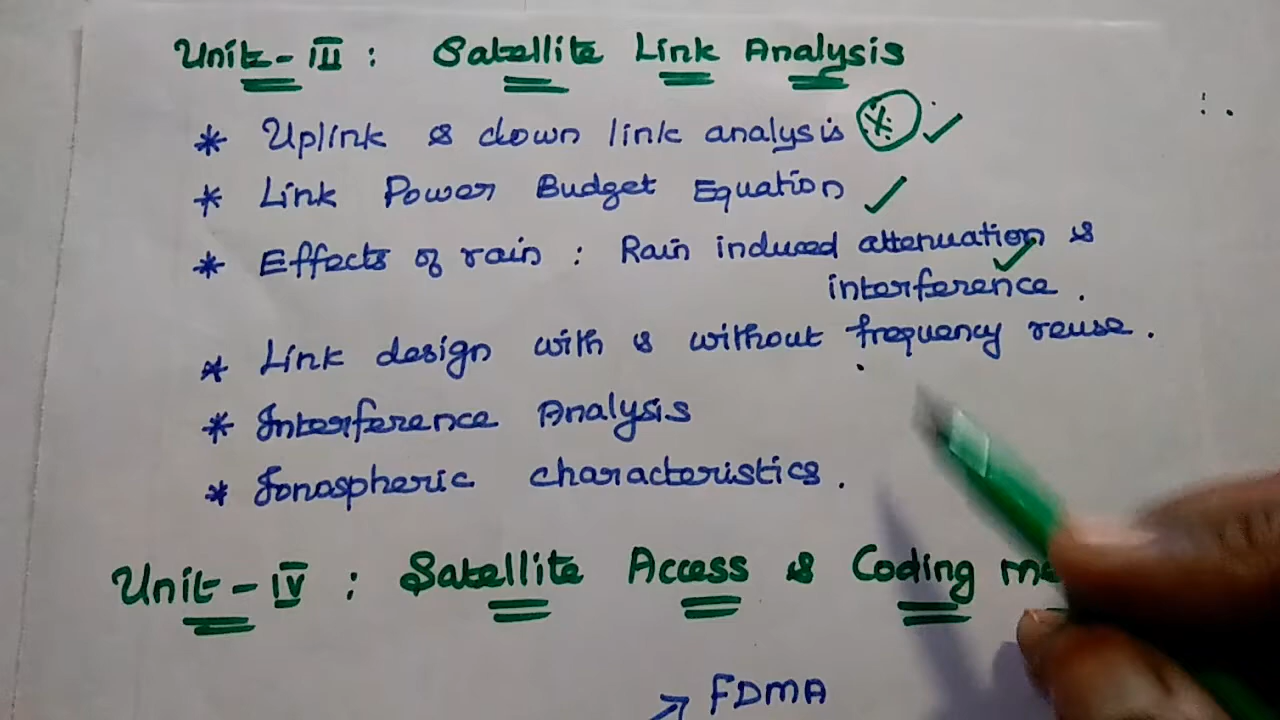 Unit-III : Satellite Link Analysis
* Uplink & down link analysis
* Link Power Budget Equation
* Effects of rain : Rain induced attenuation &
interference.
* Link design with & without frequency reuse.
* Interference Analysis
* Ionospheric characteristics.
Unit-IV : Satellite Access & Coding
FDMA